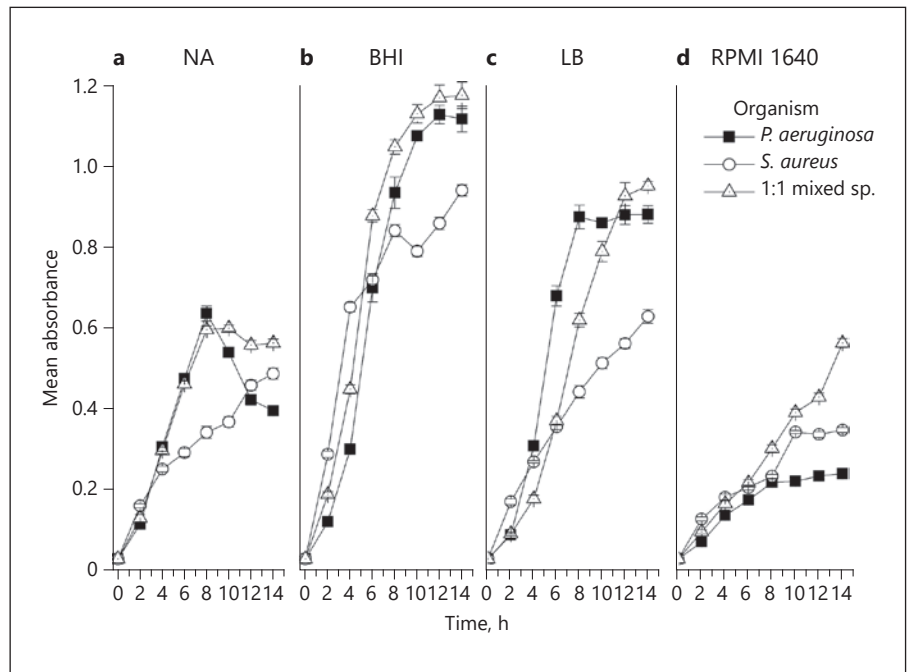 a NA
b BHI
c LB
d RPMI 1640
Organism
P. aeruginosa
S. aureus
1:1 mixed sp.
Mean absorbance
1.2
1.0
0.8
0.6
0.4
0.2
0
0 2 4 6 8 10 12 14
0 2 4 6 8 10 12 14
0 2 4 6 8 10 12 14
0 2 4 6 8 10 12 14
Time, h